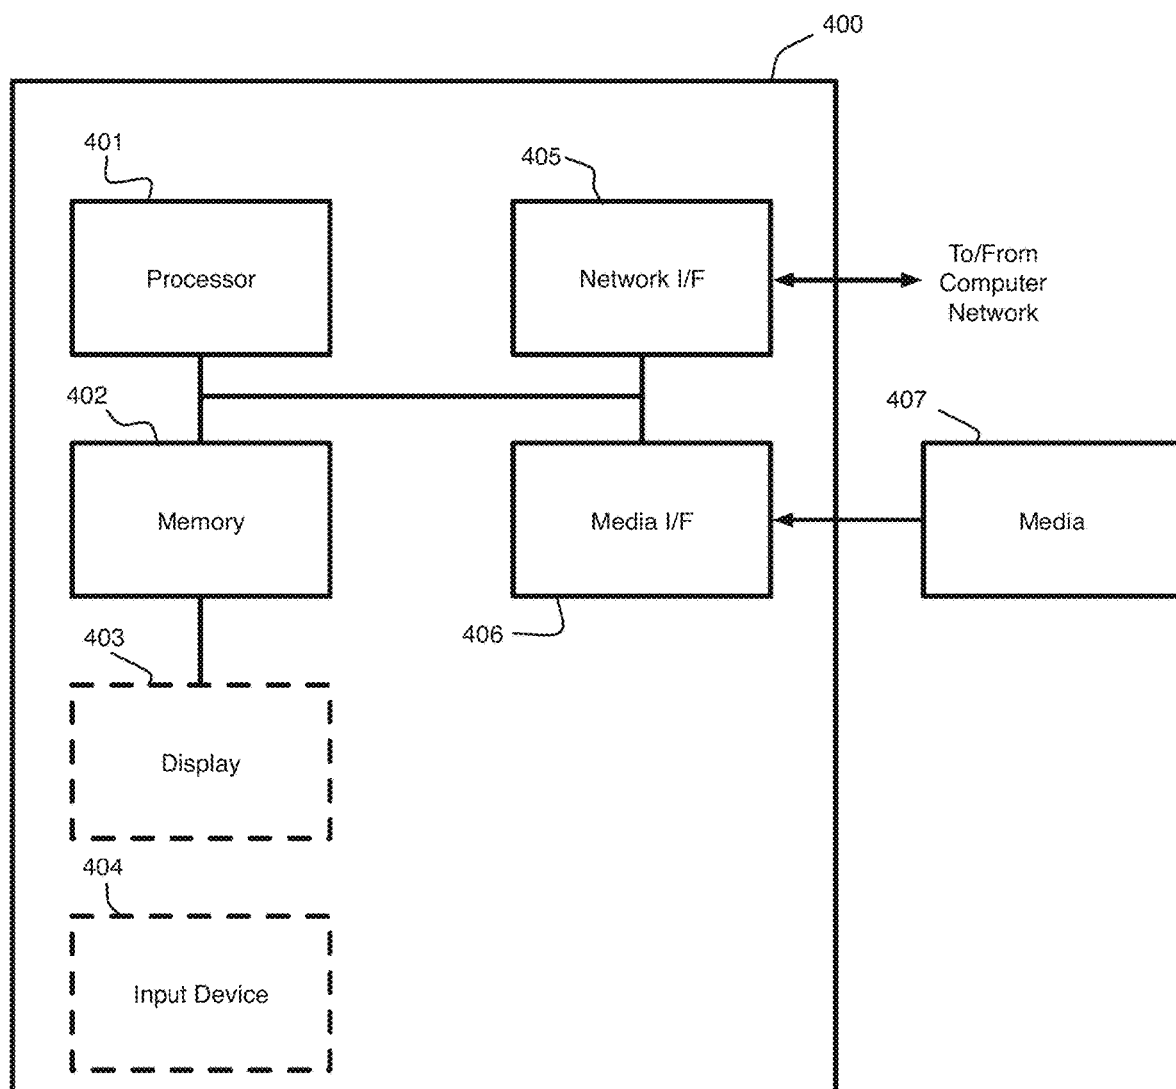 400
401
405
Processor
Network I/F
To/From
Computer
Network
402
407
Memory
Media I/F
Media
403
406
Display
404
Input Device